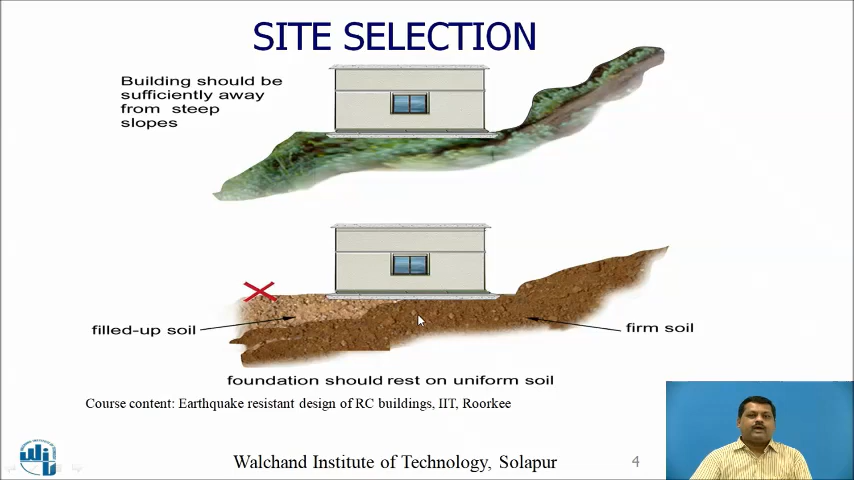 SITE SELECTION
Building should be
sufficiently away
from steep
slopes
filled-up soil
firm soil
foundation should rest on uniform soil
Course content: Earthquake resistant design of RC buildings, IIT, Roorkee
Walchand Institute of Technology, Solapur
4